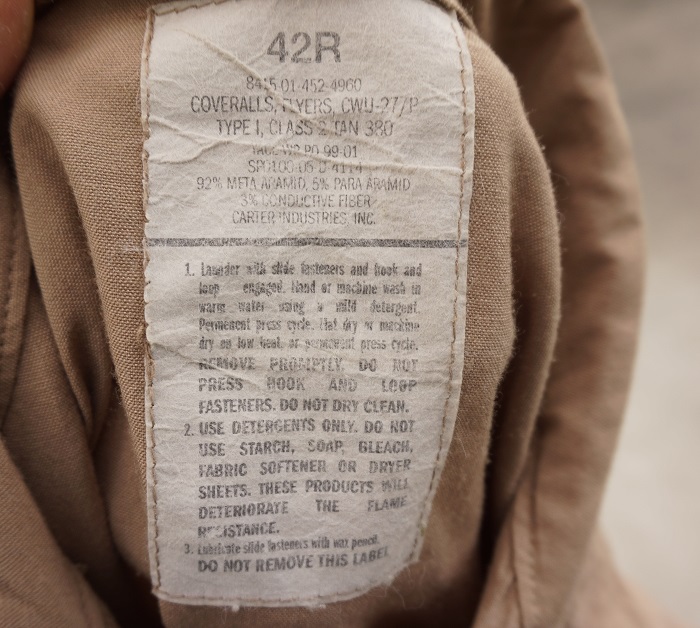 42R
8415-01-452-4960
COVERALLS, FLYERS, CWU-27/P
TYPE I, CLASS 2 TAN 380
99-01
92% META ARAMID, 5% PARA ARAMID
3% CONDUCTIVE FIBER
CARTER INDUSTRIES, INC.
1. Launder with slide fasteners and hook and
loop engaged. Hand or machine wash in
warm water using a mild detergent.
Permenent press cycle. Flat dry or machine
dry on low heat, or permenent press cycle.
REMOVE PROMPTLY. DO NOT
PRESS HOOK AND LOOP
FASTENERS. DO NOT DRY CLEAN.
2. USE DETERGENTS ONLY. DO NOT
USE STARCH, SOAP, BLEACH,
FABRIC SOFTENER OR DRYER
SHEETS. THESE PRODUCTS WILL
DETERIORATE THE FLAME
RESISTANCE.
3. Lubricate slide fasteners with wax pencil.
DO NOT REMOVE THIS LABEL